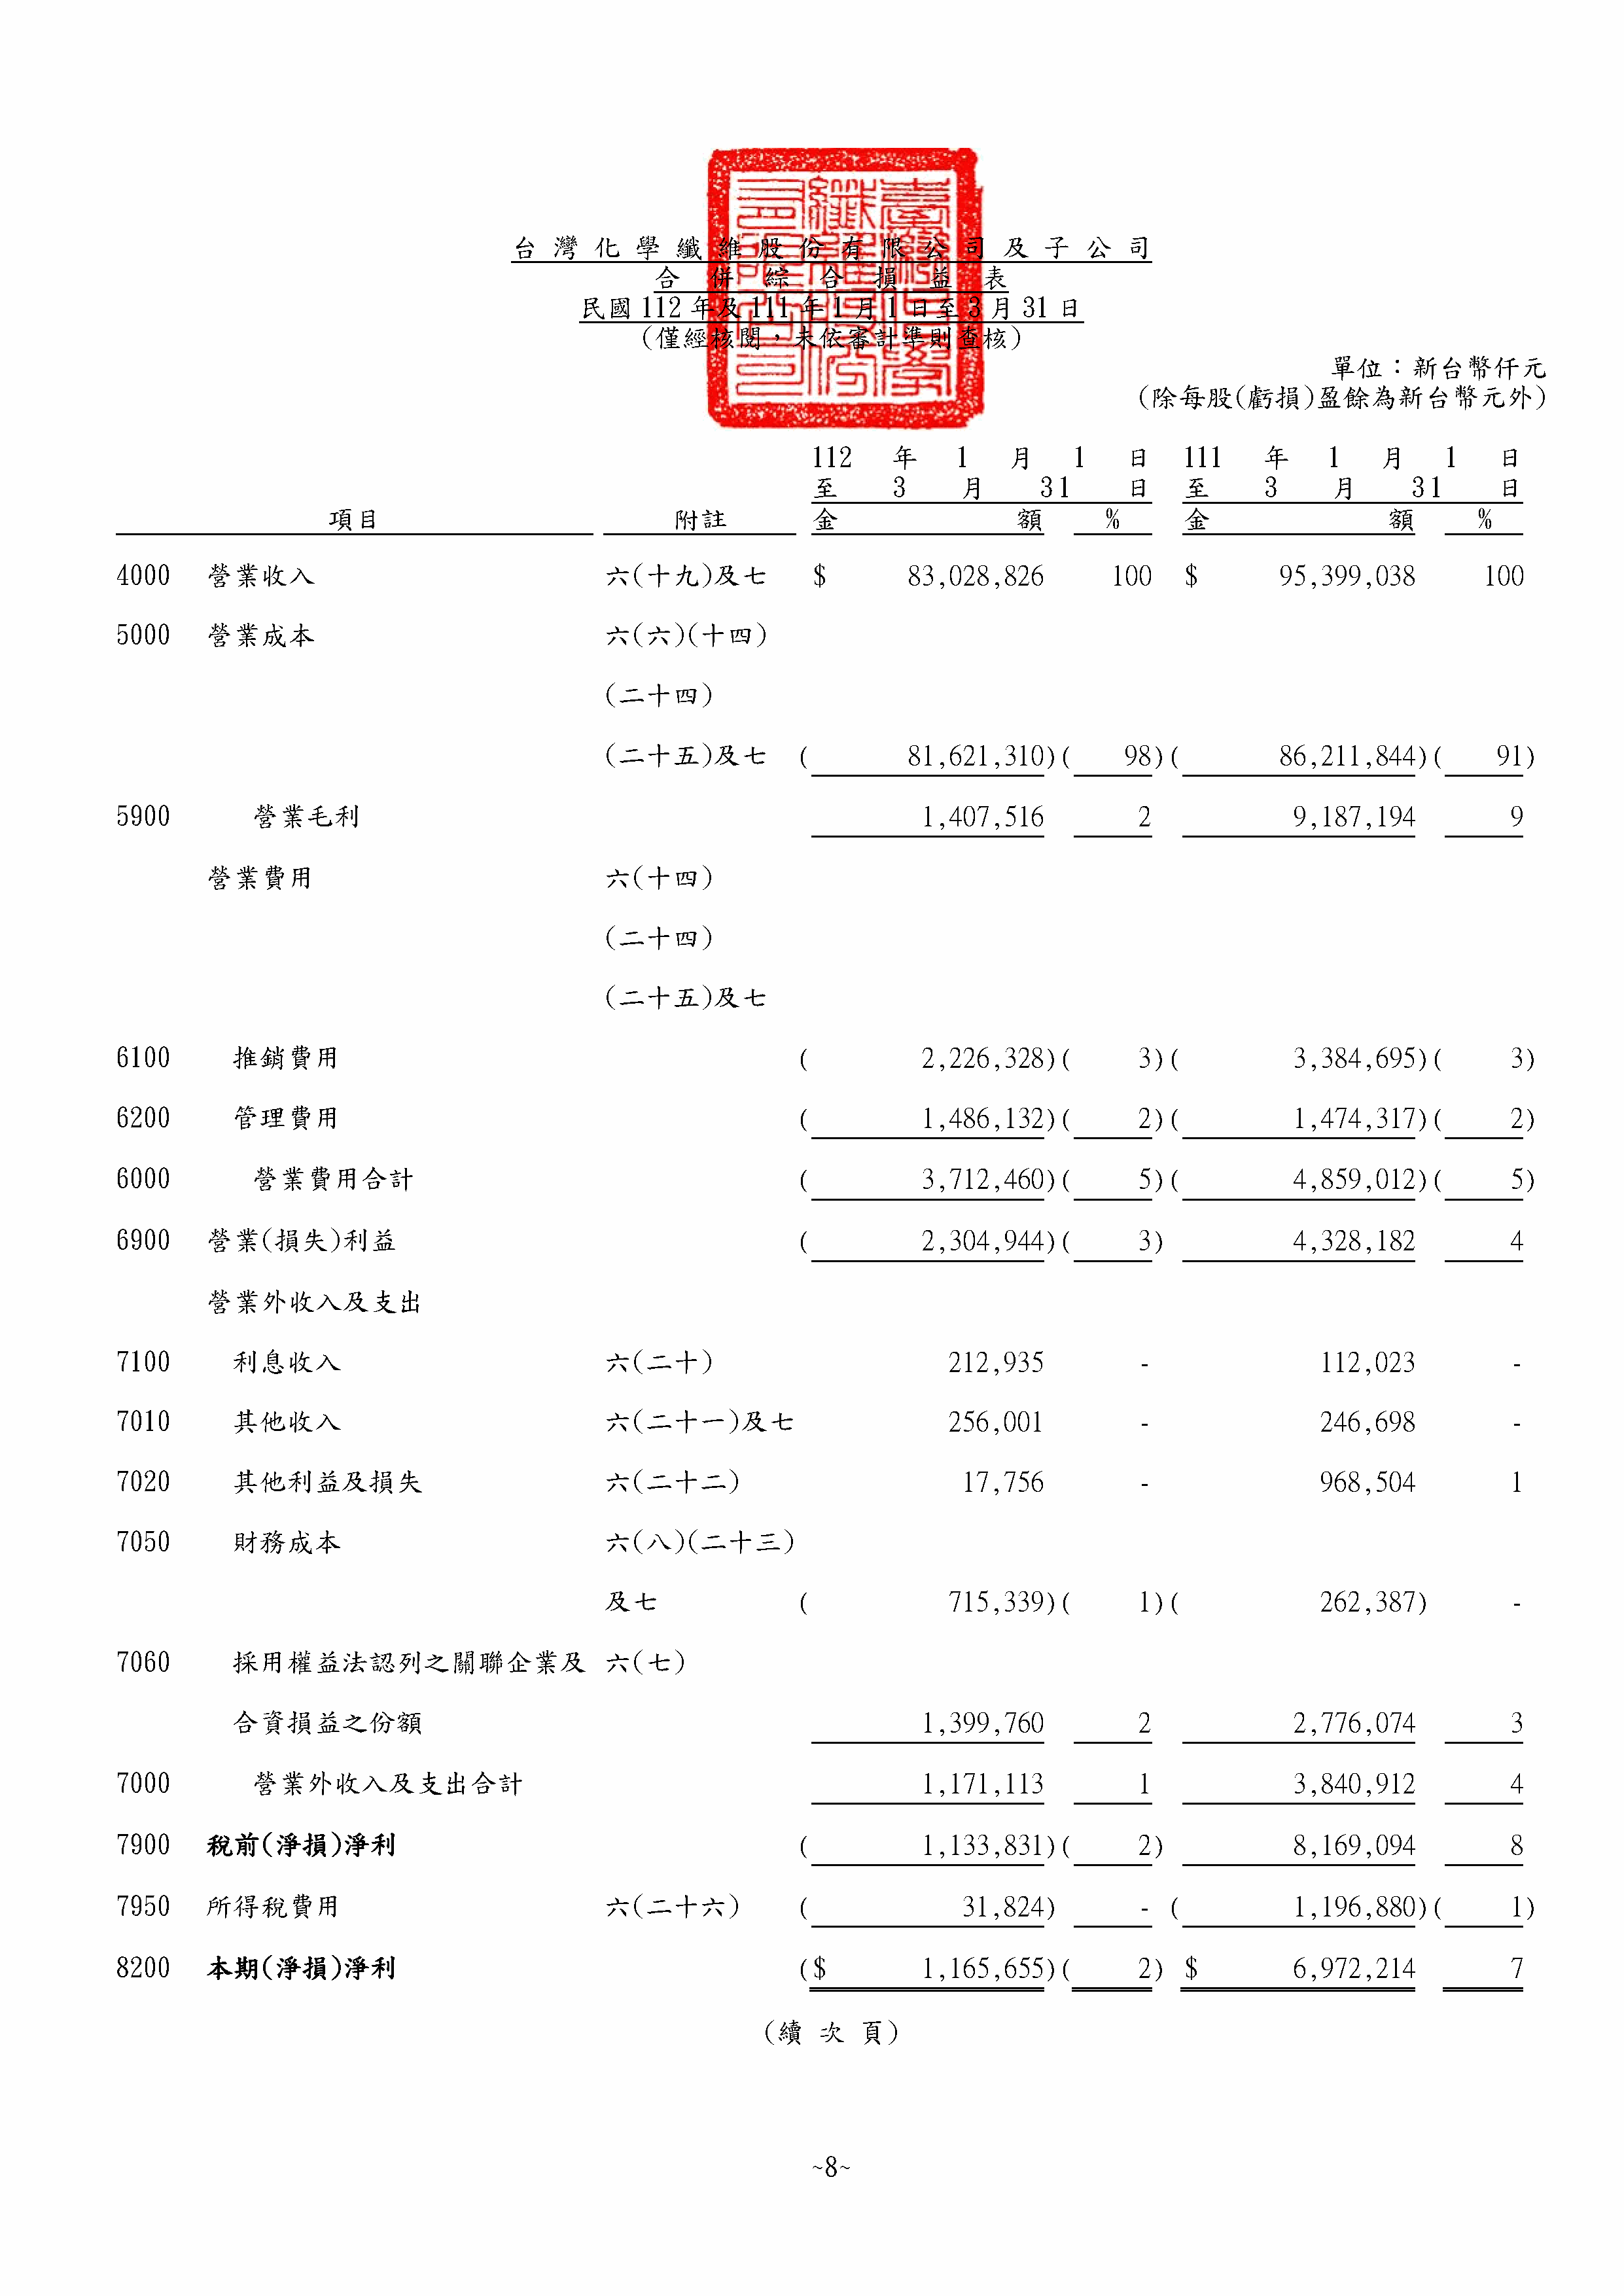 台灣化學纖維股份有限公司及子公司
合併綜合損益表
民國112年及111年1月1日至3月31日
(僅經核閱，未依審計準則查核)
單位：新台幣仟元
(除每股(虧損)盈餘為新台幣元外)
112 年 1 月 1 日 111 年 1 月 1 日
至 3 月 31 日 至 3 月 31 日
項目 附註 金額 % 金額 %
4000 營業收入 六(十九)及七 $ 83,028,826 100 $ 95,399,038 100
5000 營業成本 六(六)(十四)
(二十四)
(二十五)及七 ( 81,621,310)( 98)( 86,211,844)( 91)
5900 營業毛利 1,407,516 2 9,187,194 9
營業費用 六(十四)
(二十四)
(二十五)及七
6100 推銷費用 ( 2,226,328)( 3)( 3,384,695)( 3)
6200 管理費用 ( 1,486,132)( 2)( 1,474,317)( 2)
6000 營業費用合計 ( 3,712,460)( 5)( 4,859,012)( 5)
6900 營業(損失)利益 ( 2,304,944)( 3) 4,328,182 4
營業外收入及支出
7100 利息收入 六(二十) 212,935 - 112,023 -
7010 其他收入 六(二十一)及七 256,001 - 246,698 -
7020 其他利益及損失 六(二十二) 17,756 - 968,504 1
7050 財務成本 六(八)(二十三)
及七 ( 715,339)( 1)( 262,387) -
7060 採用權益法認列之關聯企業及 六(七)
合資損益之份額 1,399,760 2 2,776,074 3
7000 營業外收入及支出合計 1,171,113 1 3,840,912 4
7900 稅前(淨損)淨利 ( 1,133,831)( 2) 8,169,094 8
7950 所得稅費用 六(二十六) ( 31,824) - ( 1,196,880)( 1)
8200 本期(淨損)淨利 ($ 1,165,655)( 2) $ 6,972,214 7
(續次頁)
~8~